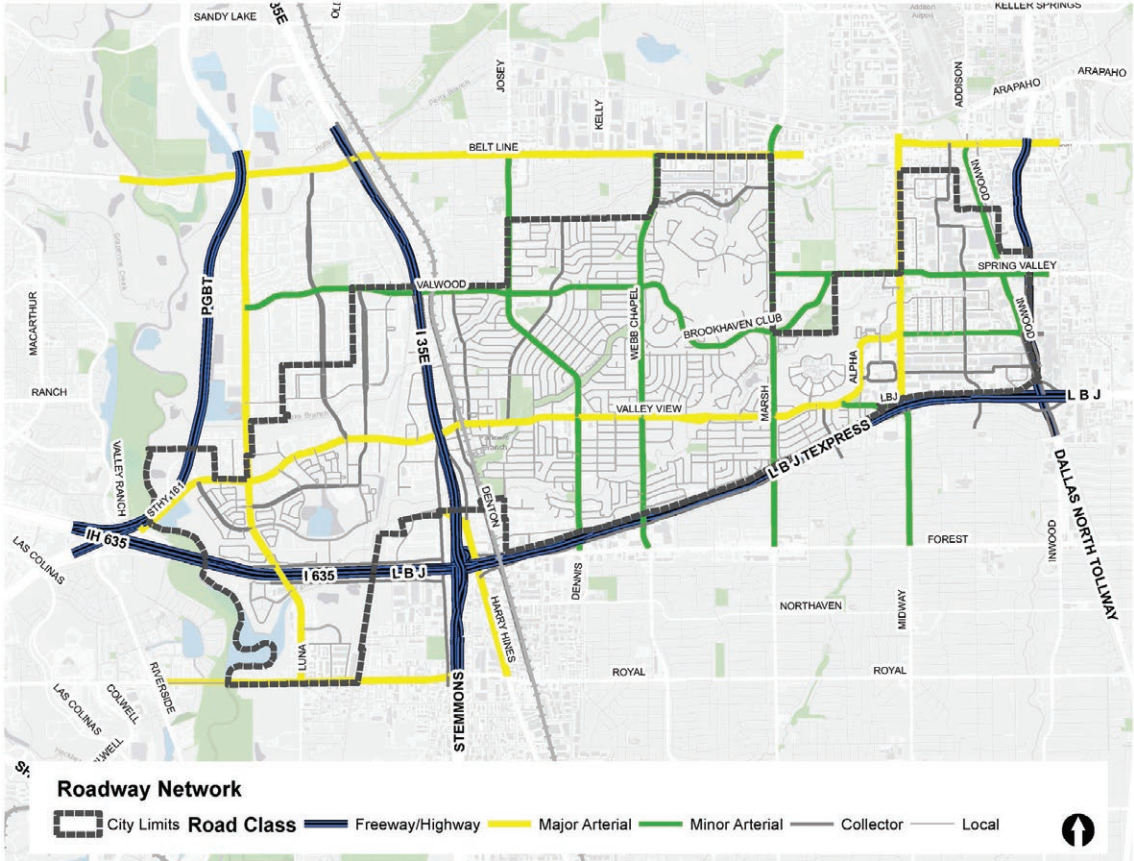 SANDY LAKE
35E
JOSEY
KELLY
Addison
Airport
ADDISON
KELLER SPRINGS
ARAPAHO
ARAPAHO
BELT LINE
INWOOD
MACARTHUR
PGBT
I 35E
VALWOOD
WEBB CHAPEL
BROOKHAVEN CLUB
SPRING VALLEY
INWOOD
RANCH
ALPHA
MARSH
LBJ
L B J
VALLEY VIEW
VALLEY RANCH
STHY 161
DENTON
L B J TEXPRESS
DALLAS NORTH TOLLWAY
IH 635
LAS COLINAS
I 635
L B J
FOREST
DENNIS
HARRY HINES
NORTHAVEN
MIDWAY
INWOOD
LUNA
RIVERSIDE
ROYAL
ROYAL
LAS COLINAS
COLWELL
STEMMONS
Roadway Network
City Limits Road Class Freeway/Highway Major Arterial Minor Arterial Collector Local